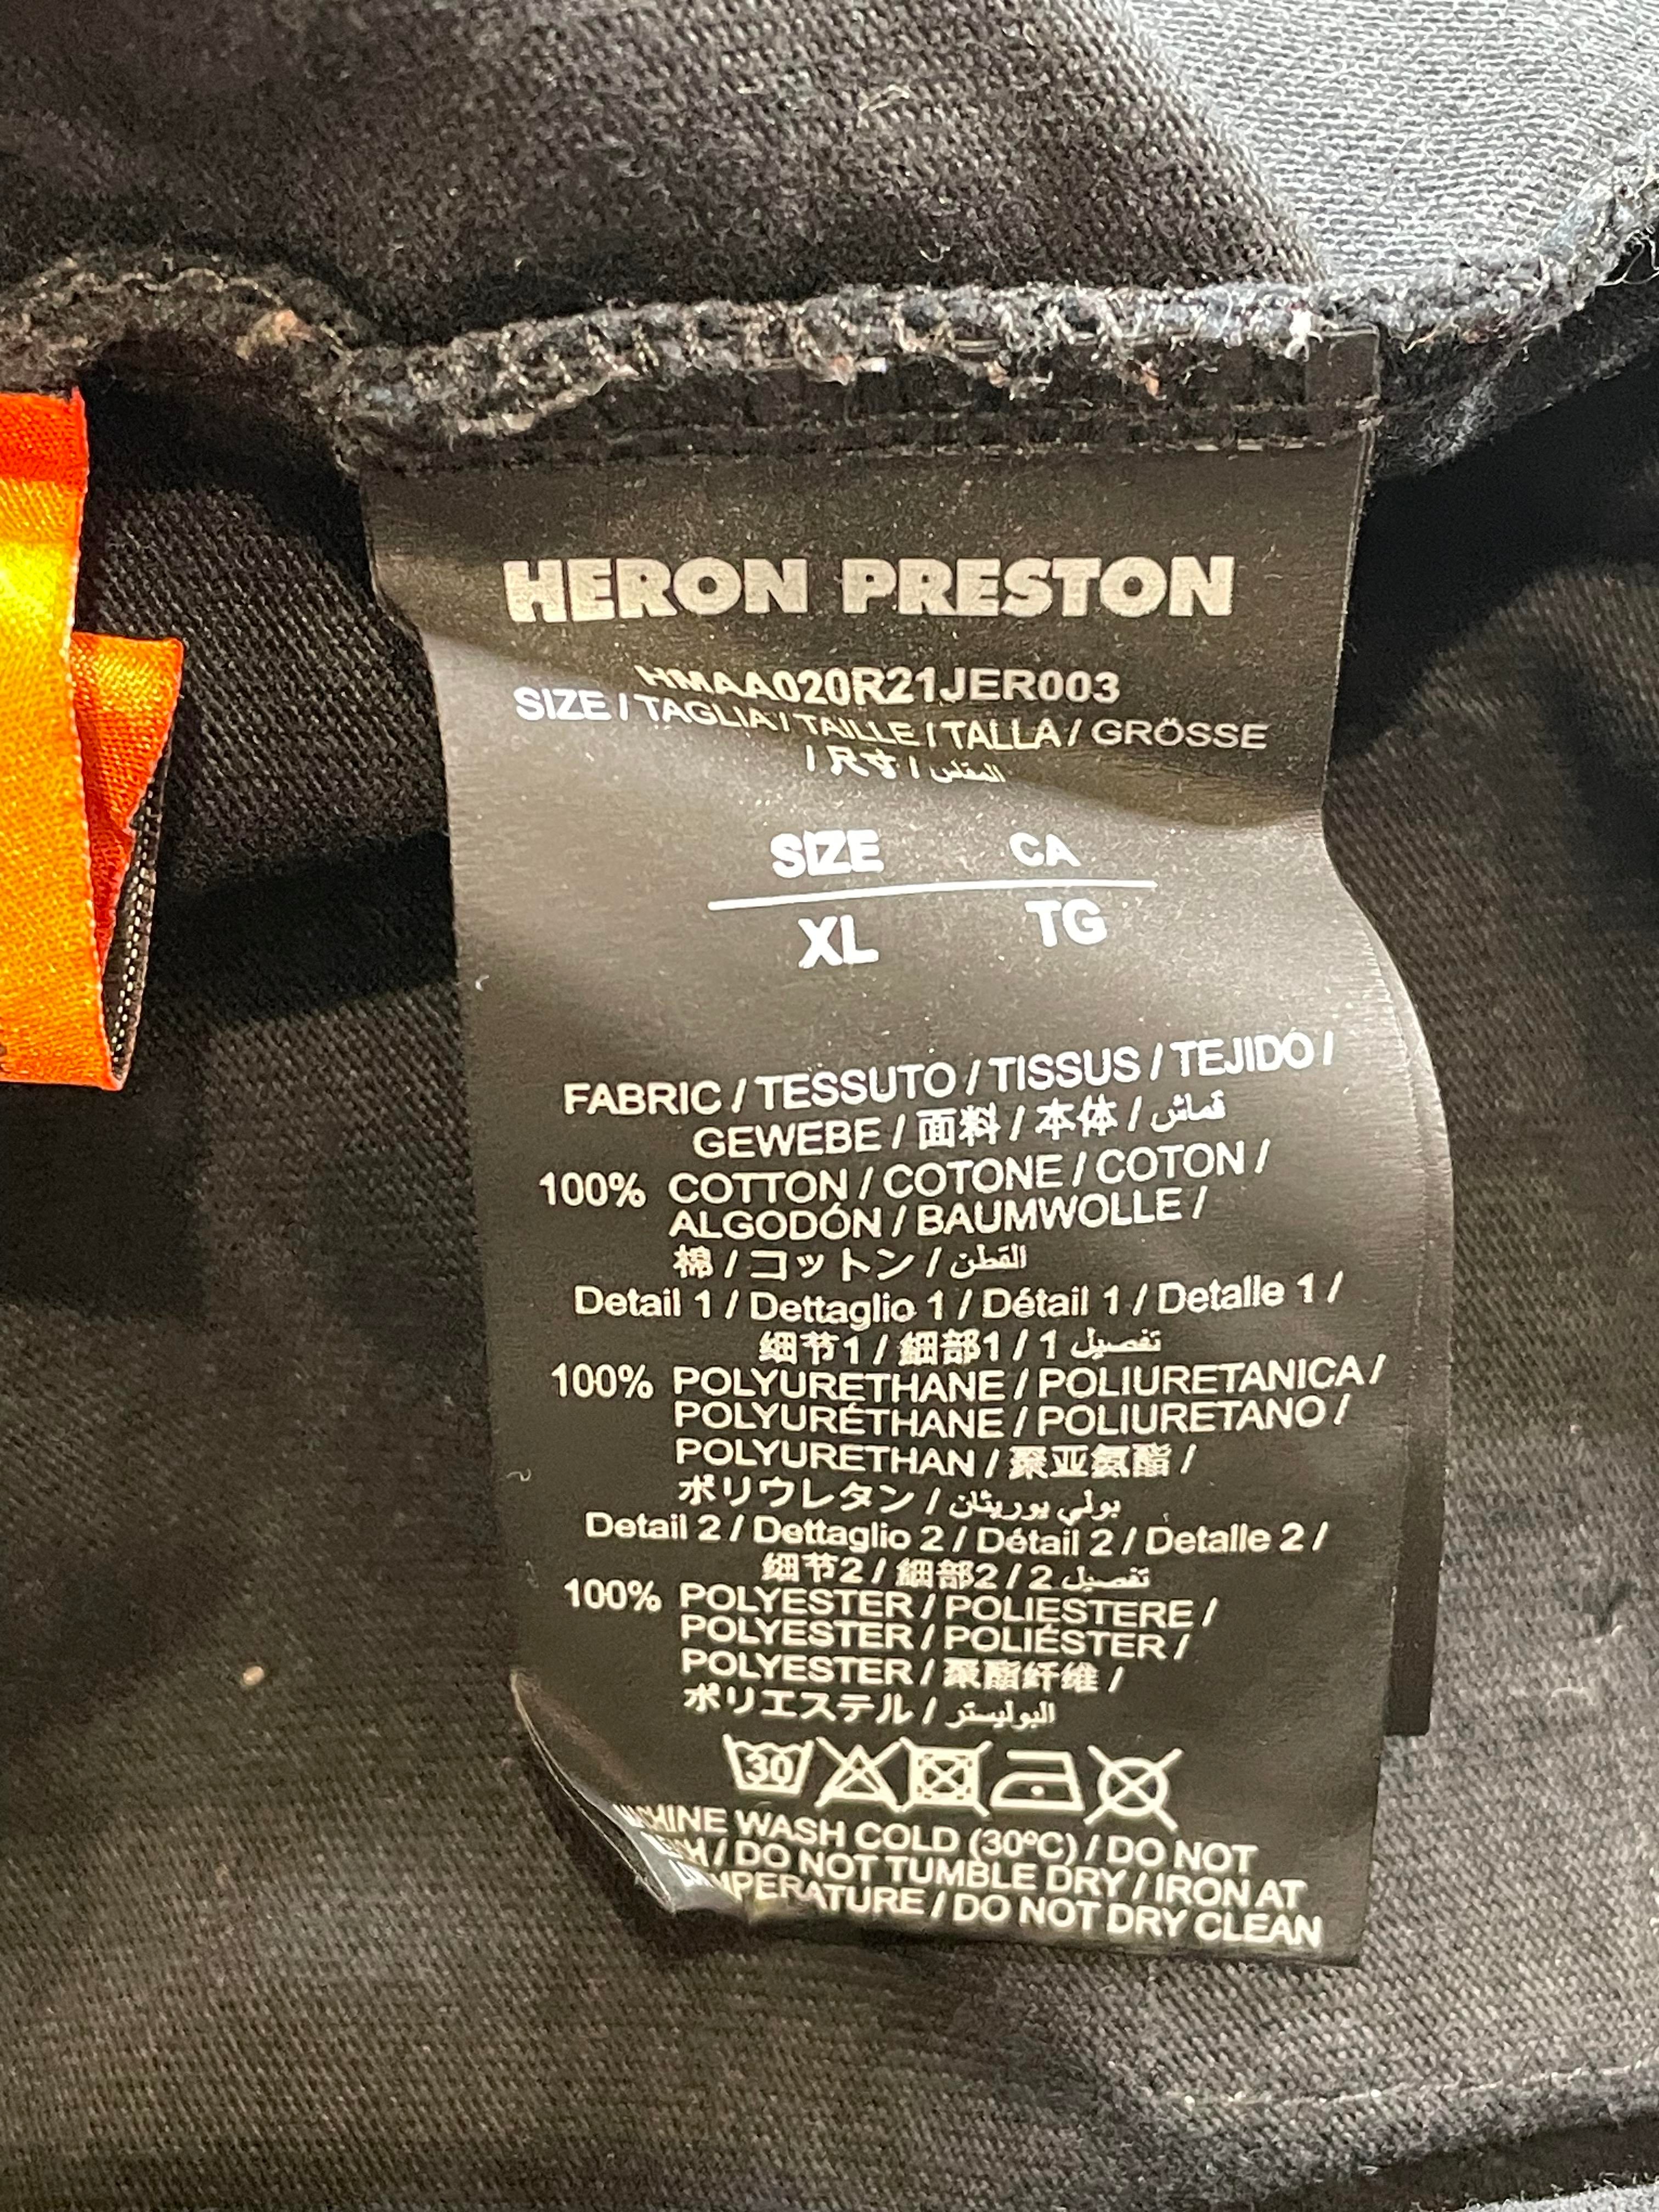 HERON PRESTON
HMAA020R21JER003
SIZE / TAGLIA / TAILLE / TALLA / GRÖSSE
/ 尺寸 / المقاس
SIZE CA
XL TG
FABRIC / TESSUTO / TISSUS / TEJIDO /
GEWEBE / 面料 / 本体 / قماش
100% COTTON / COTONE / COTON /
ALGODÓN / BAUMWOLLE /
棉 / コットン / القطن
Detail 1 / Dettaglio 1 / Détail 1 / Detalle 1 /
细节1 / 細部1 / 1 تفصيل
100% POLYURETHANE / POLIURETANICA /
POLYURÉTHANE / POLIURETANO /
POLYURETHAN / 聚亚氨酯 /
ポリウレタン / بولي يوريثان
Detail 2 / Dettaglio 2 / Détail 2 / Detalle 2 /
细节2 / 細部2 / 2 تفصيل
100% POLYESTER / POLIESTERE /
POLYESTER / POLIÉSTER /
POLYESTER / 聚酯纤维 /
ポリエステル / البوليستر
30
MACHINE WASH COLD (30ºC) / DO NOT
/ DO NOT TUMBLE DRY / IRON AT
TEMPERATURE / DO NOT DRY CLEAN